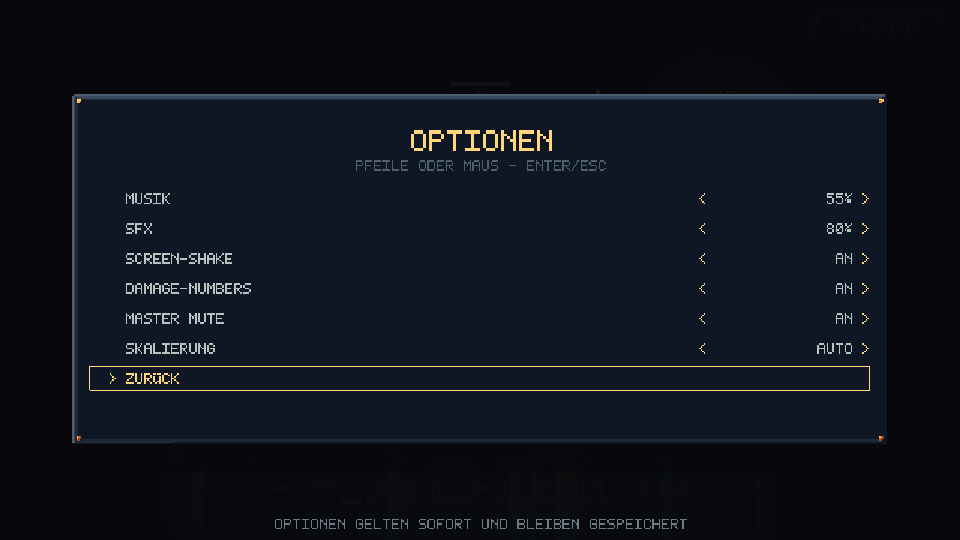 VOLLBILD
OPTIONEN
PFEILE ODER MAUS - ENTER/ESC
MUSIK < 55% >
SFX < 80% >
SCREEN-SHAKE < AN >
DAMAGE-NUMBERS < AN >
MASTER MUTE < AN >
SKALIERUNG < AUTO >
> ZURÜCK
OPTIONEN GELTEN SOFORT UND BLEIBEN GESPEICHERT